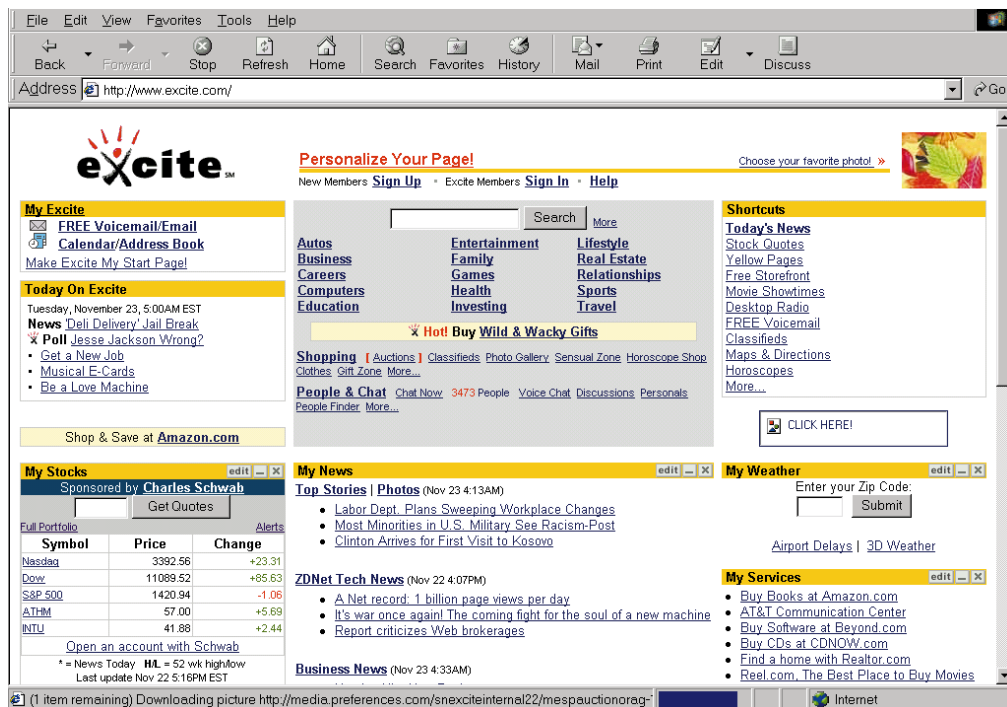 File Edit View Favorites Tools Help
Back Forward Stop Refresh Home Search Favorites History Mail Print Edit Discuss
Address http://www.excite.com/ Go
excite SM
Personalize Your Page!
Choose your favorite photo! »
New Members Sign Up • Excite Members Sign In • Help
My Excite
FREE Voicemail/Email
Calendar/Address Book
Make Excite My Start Page!
Today On Excite
Tuesday, November 23, 5:00AM EST
News 'Deli Delivery' Jail Break
Poll Jesse Jackson Wrong?
• Get a New Job
• Musical E-Cards
• Be a Love Machine
Shop & Save at Amazon.com
Search More
Autos Entertainment Lifestyle
Business Family Real Estate
Careers Games Relationships
Computers Health Sports
Education Investing Travel
Hot! Buy Wild & Wacky Gifts
Shopping [ Auctions ] Classifieds Photo Gallery Sensual Zone Horoscope Shop
Clothes Gift Zone More...
People & Chat Chat Now 3473 People Voice Chat Discussions Personals
People Finder More...
Shortcuts
Today's News
Stock Quotes
Yellow Pages
Free Storefront
Movie Showtimes
Desktop Radio
FREE Voicemail
Classifieds
Maps & Directions
Horoscopes
More...
CLICK HERE!
My Stocks edit
Sponsored by Charles Schwab
Get Quotes
Full Portfolio Alerts
Symbol Price Change
Nasdaq 3392.56 +23.31
Dow 11089.52 +85.63
S&P 500 1420.94 -1.06
ATHM 57.00 +5.69
INTU 41.88 +2.44
Open an account with Schwab
* = News Today H/L = 52 wk high/low
Last update Nov 22 5:16PM EST
My News edit
Top Stories | Photos (Nov 23 4:13AM)
• Labor Dept. Plans Sweeping Workplace Changes
• Most Minorities in U.S. Military See Racism-Post
• Clinton Arrives for First Visit to Kosovo
ZDNet Tech News (Nov 22 4:07PM)
• A Net record: 1 billion page views per day
• It's war once again! The coming fight for the soul of a new machine
• Report criticizes Web brokerages
Business News (Nov 23 4:33AM)
My Weather edit
Enter your Zip Code:
Submit
Airport Delays | 3D Weather
My Services edit
• Buy Books at Amazon.com
• AT&T Communication Center
• Buy Software at Beyond.com
• Buy CDs at CDNOW.com
• Find a home with Realtor.com
• Reel.com, The Best Place to Buy Movies
(1 item remaining) Downloading picture http://media.preferences.com/snexciteinternal22/mespauctionorag- Internet